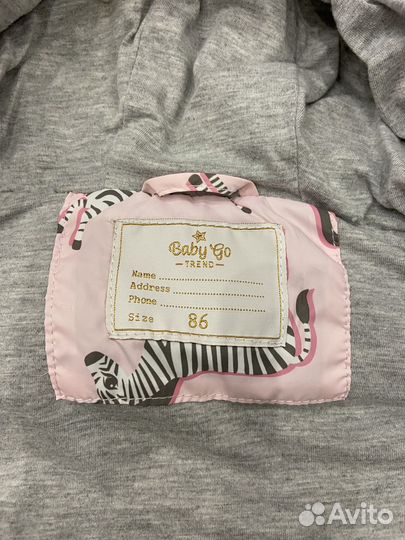 Baby Go
TREND
Name ........................
Address ........................
Phone ........................
Size 86
Avito